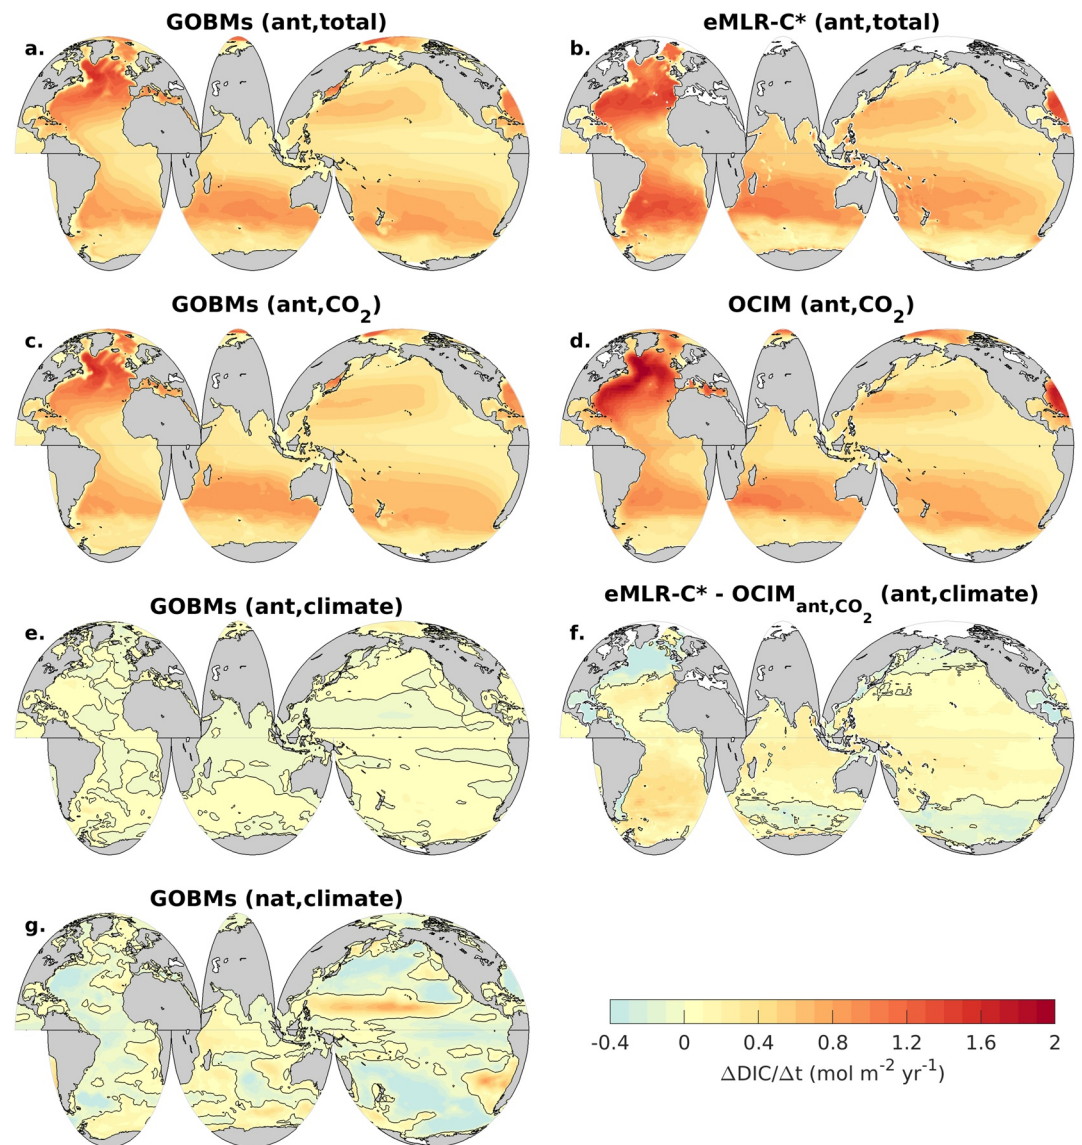 GOBMs (ant,total)
eMLR-C* (ant,total)
a.
b.
GOBMs (ant,CO2)
OCIM (ant,CO2)
c.
d.
GOBMs (ant,climate)
eMLR-C* - OCIMant,CO2 (ant,climate)
e.
f.
GOBMs (nat,climate)
g.
-0.4 0 0.4 0.8 1.2 1.6 2
ΔDIC/Δt (mol m-2 yr-1)